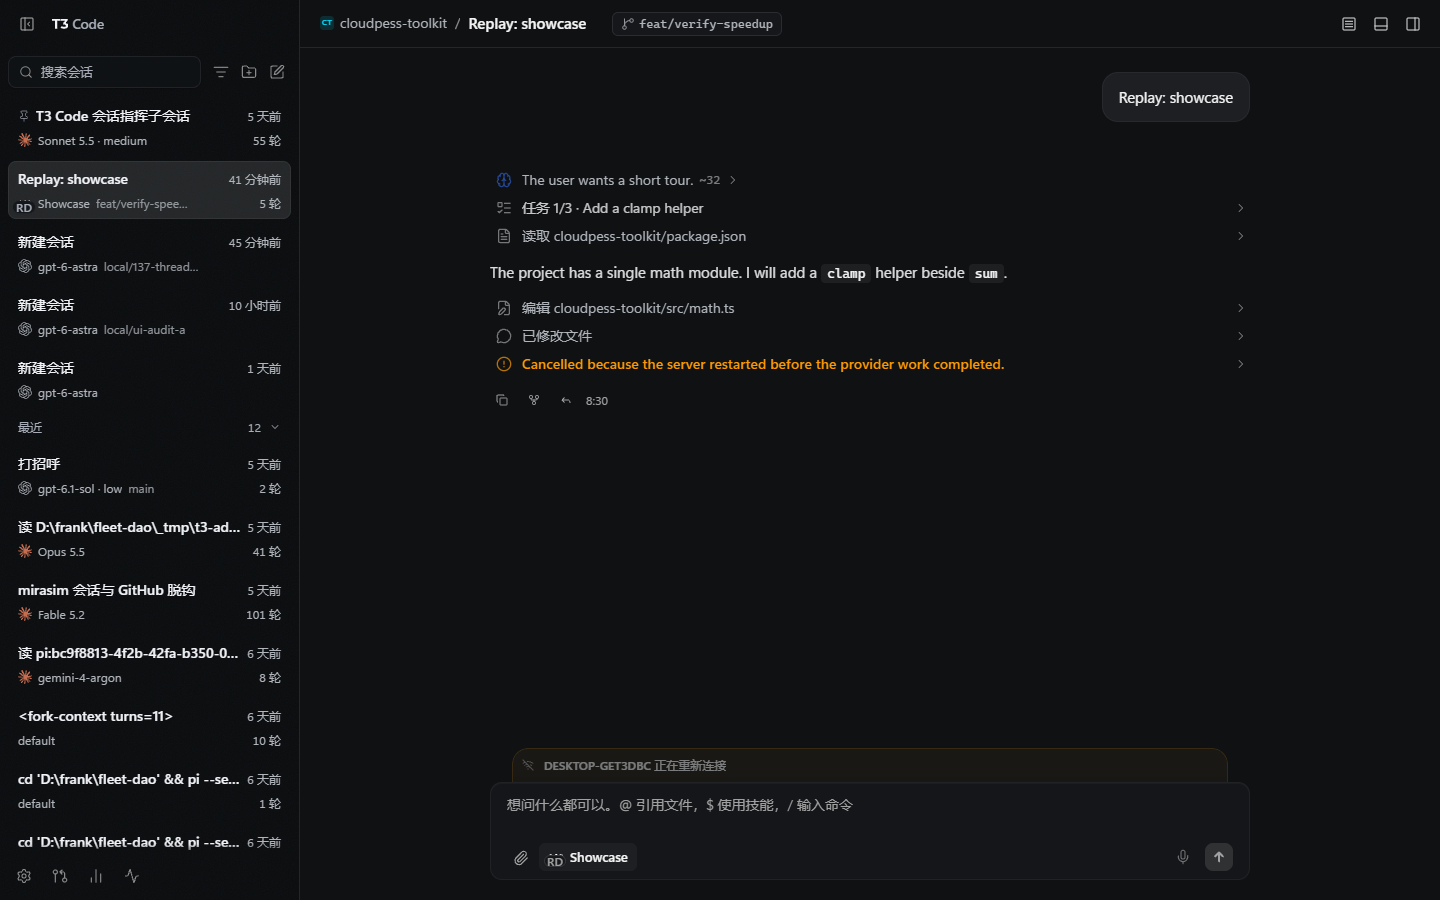 T3 Code
搜索会话
T3 Code 会话指挥子会话 5 天前
Sonnet 5.5 · medium 55 轮
Replay: showcase 41 分钟前
RD Showcase feat/verify-spee... 5 轮
新建会话 45 分钟前
gpt-6-astra local/137-thread...
新建会话 10 小时前
gpt-6-astra local/ui-audit-a
新建会话 1 天前
gpt-6-astra
最近 12
打招呼 5 天前
gpt-6.1-sol · low main 2 轮
读 D:\frank\fleet-dao\_tmp\t3-ad... 5 天前
Opus 5.5 41 轮
mirasim 会话与 GitHub 脱钩 5 天前
Fable 5.2 101 轮
读 pi:bc9f8813-4f2b-42fa-b350-0... 6 天前
gemini-4-argon 8 轮
<fork-context turns=11> 6 天前
default 10 轮
cd 'D:\frank\fleet-dao' && pi --se... 6 天前
default 1 轮
cd 'D:\frank\fleet-dao' && pi --se... 6 天前
CT cloudpess-toolkit / Replay: showcase feat/verify-speedup
Replay: showcase
The user wants a short tour. ~32
任务 1/3 · Add a clamp helper
读取 cloudpess-toolkit/package.json
The project has a single math module. I will add a clamp helper beside sum.
编辑 cloudpess-toolkit/src/math.ts
已修改文件
Cancelled because the server restarted before the provider work completed.
8:30
DESKTOP-GET3DBC 正在重新连接
想问什么都可以。@ 引用文件，$ 使用技能，/ 输入命令
RD Showcase